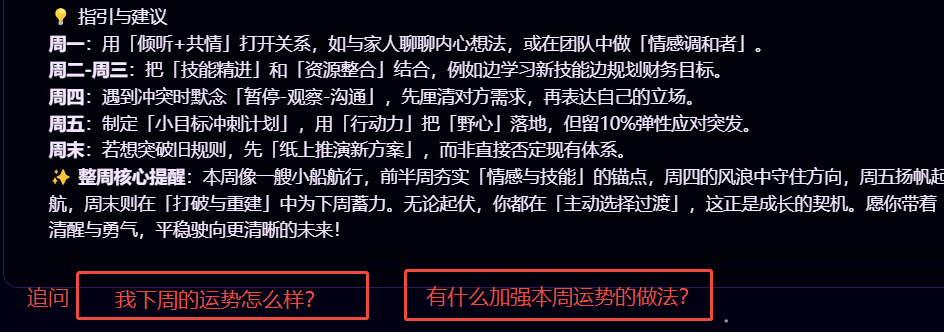 💡 指引与建议
周一：用「倾听+共情」打开关系，如与家人聊聊内心想法，或在团队中做「情感调和者」。
周二-周三：把「技能精进」和「资源整合」结合，例如边学习新技能边规划财务目标。
周四：遇到冲突时默念「暂停-观察-沟通」，先厘清对方需求，再表达自己的立场。
周五：制定「小目标冲刺计划」，用「行动力」把「野心」落地，但留10%弹性应对突发。
周末：若想突破旧规则，先「纸上推演新方案」，而非直接否定现有体系。
✨ 整周核心提醒：本周像一艘小船航行，前半周夯实「情感与技能」的锚点，周四的风浪中守住方向，周五扬帆起
航，周末则在「打破与重建」中为下周蓄力。无论起伏，你都在「主动选择过渡」，这正是成长的契机。愿你带着
清醒与勇气，平稳驶向更清晰的未来！
追问 我下周的运势怎么样？ 有什么加强本周运势的做法？